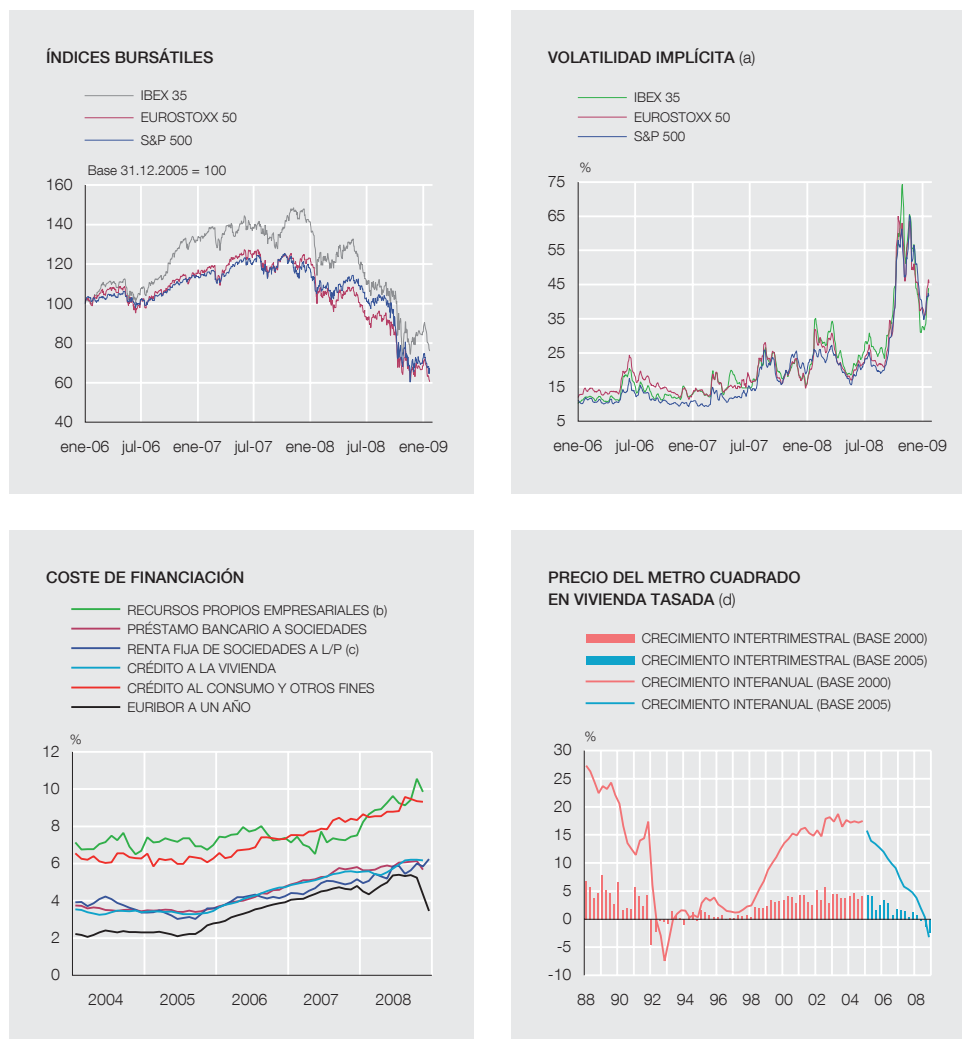 ÍNDICES BURSÁTILES
IBEX 35
EUROSTOXX 50
S&P 500
Base 31.12.2005 = 100
160
140
120
100
80
60
40
ene-06 jul-06 ene-07 jul-07 ene-08 jul-08 ene-09
VOLATILIDAD IMPLÍCITA (a)
IBEX 35
EUROSTOXX 50
S&P 500
%
75
65
55
45
35
25
15
5
ene-06 jul-06 ene-07 jul-07 ene-08 jul-08 ene-09
COSTE DE FINANCIACIÓN
RECURSOS PROPIOS EMPRESARIALES (b)
PRÉSTAMO BANCARIO A SOCIEDADES
RENTA FIJA DE SOCIEDADES A L/P (c)
CRÉDITO A LA VIVIENDA
CRÉDITO AL CONSUMO Y OTROS FINES
EURIBOR A UN AÑO
%
12
10
8
6
4
2
0
2004 2005 2006 2007 2008
PRECIO DEL METRO CUADRADO
EN VIVIENDA TASADA (d)
CRECIMIENTO INTERTRIMESTRAL (BASE 2000)
CRECIMIENTO INTERTRIMESTRAL (BASE 2005)
CRECIMIENTO INTERANUAL (BASE 2000)
CRECIMIENTO INTERANUAL (BASE 2005)
%
30
25
20
15
10
5
0
-5
-10
88 90 92 94 96 98 00 02 04 06 08